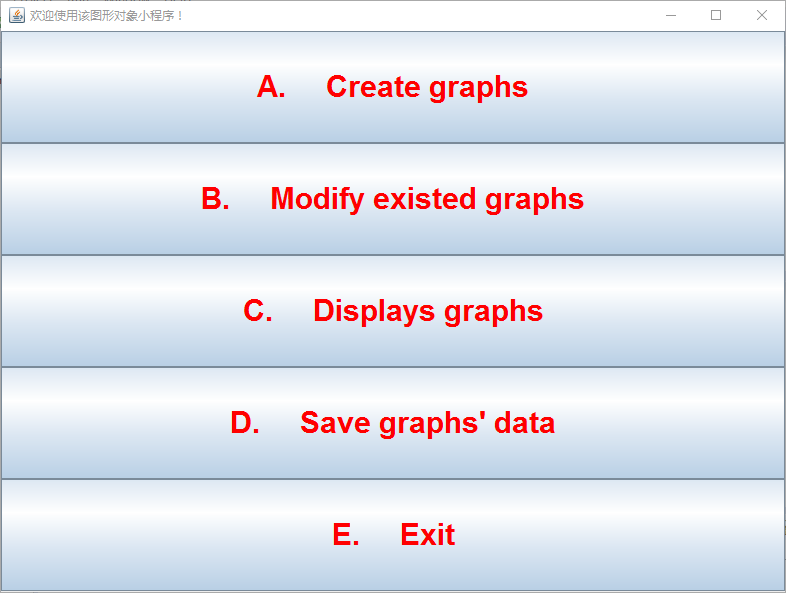 欢迎使用该图形对象小程序！
A. Create graphs
B. Modify existed graphs
C. Displays graphs
D. Save graphs' data
E. Exit